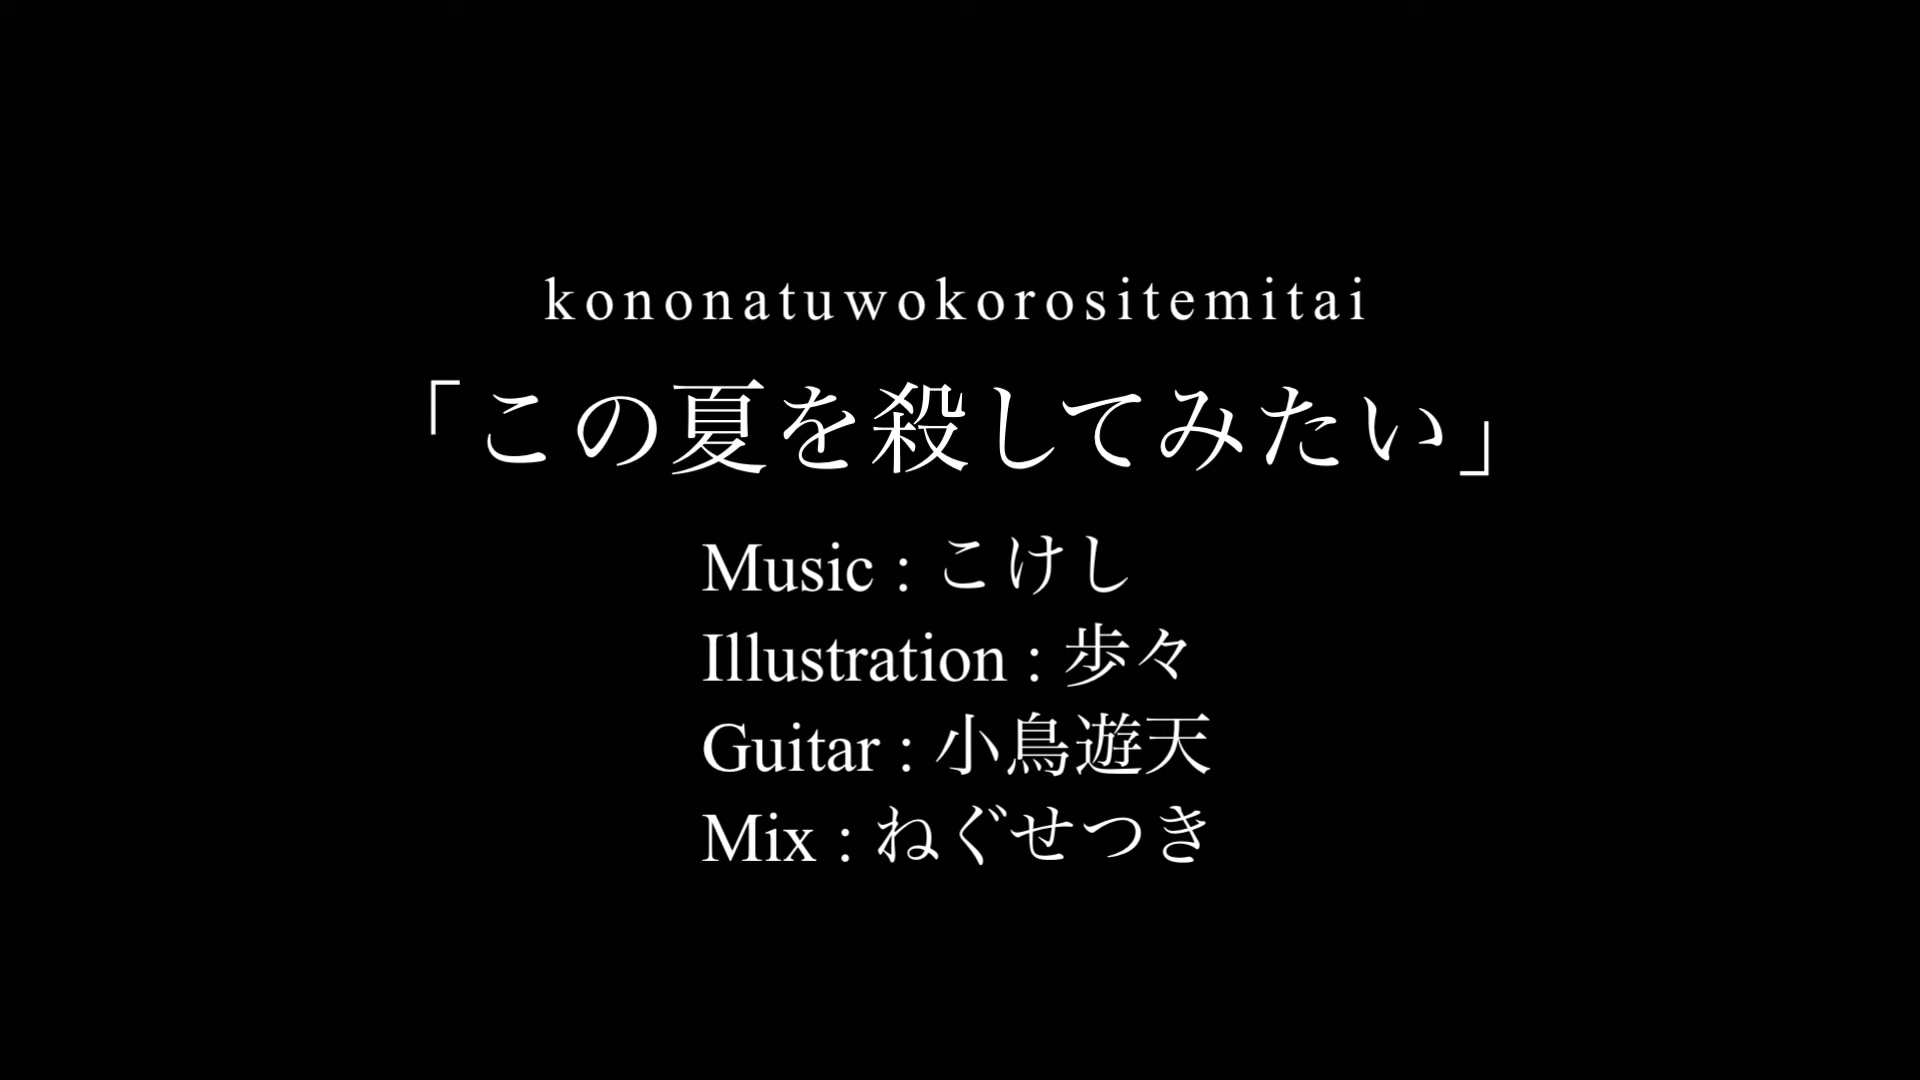 kononatuwokorositemitai
「この夏を殺してみたい」
Music : こけし
Illustration : 歩々
Guitar : 小鳥遊天
Mix : ねぐせつき